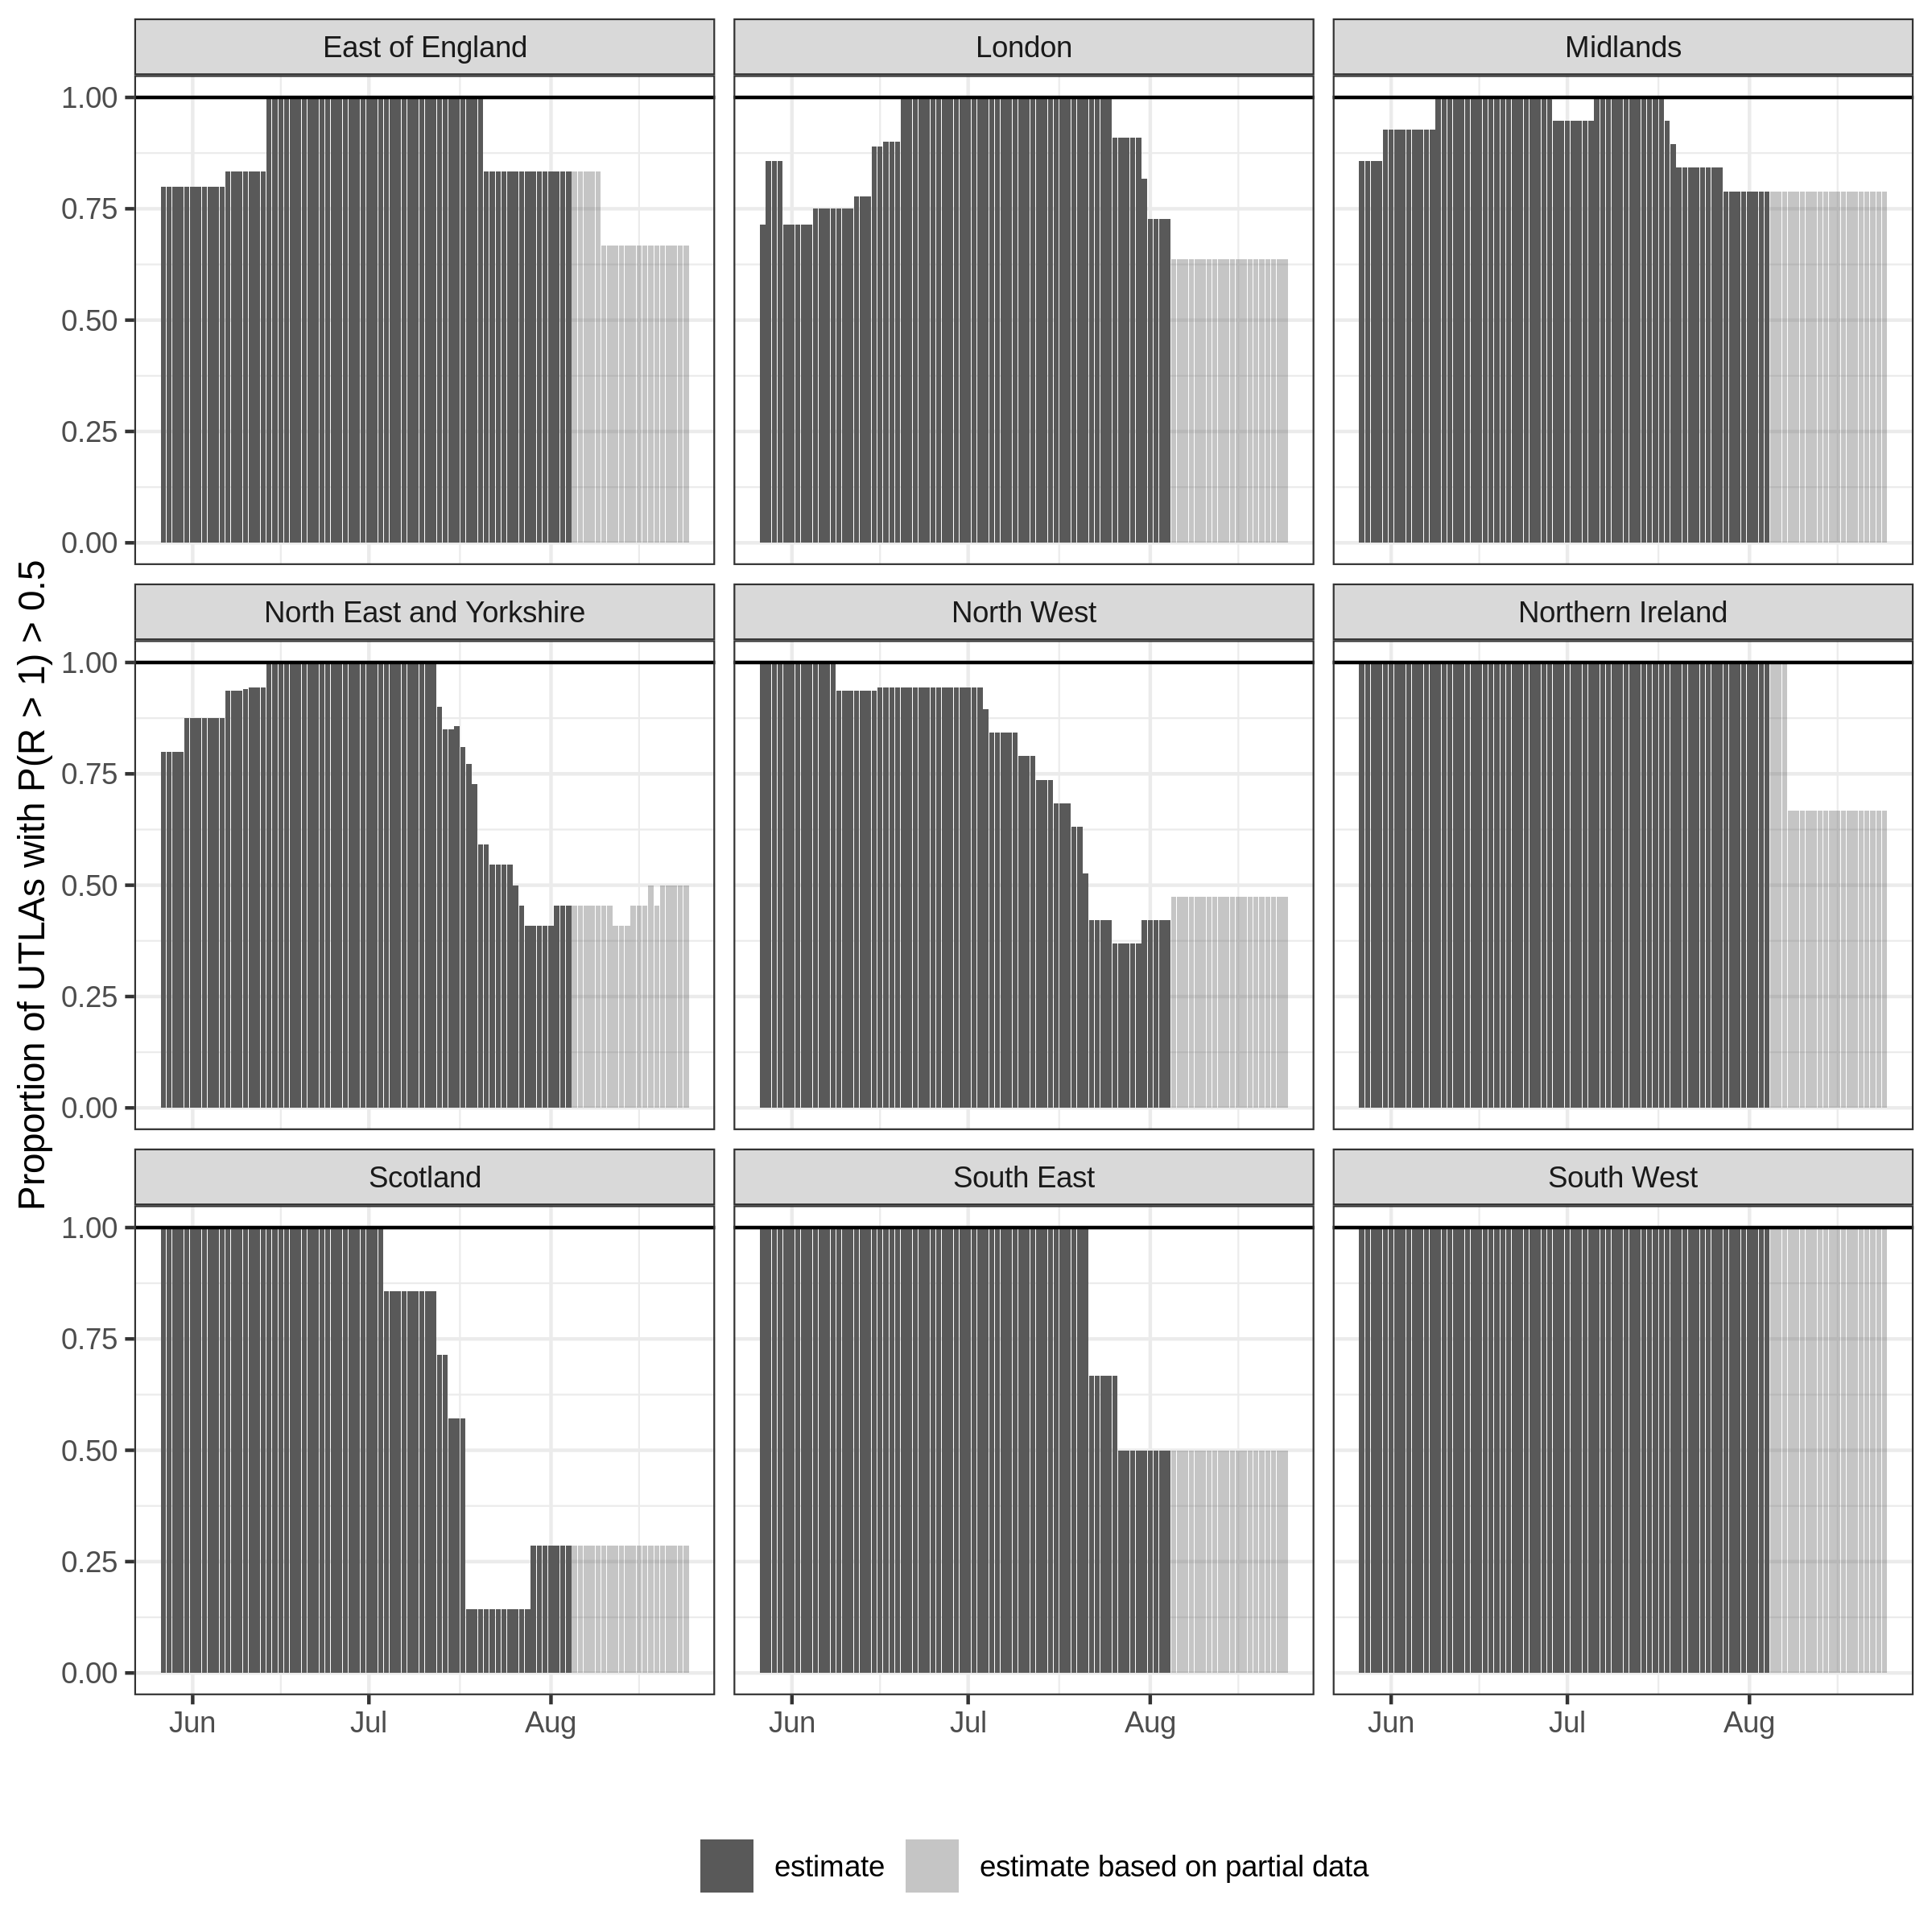 East of England
London
Midlands
1.00
0.75
0.50
0.25
0.00
North East and Yorkshire
North West
Northern Ireland
1.00
0.75
0.50
0.25
0.00
Scotland
South East
South West
1.00
0.75
0.50
0.25
0.00
Jun Jul Aug
Jun Jul Aug
Jun Jul Aug
Proportion of UTLAs with P(R > 1) > 0.5
estimate
estimate based on partial data